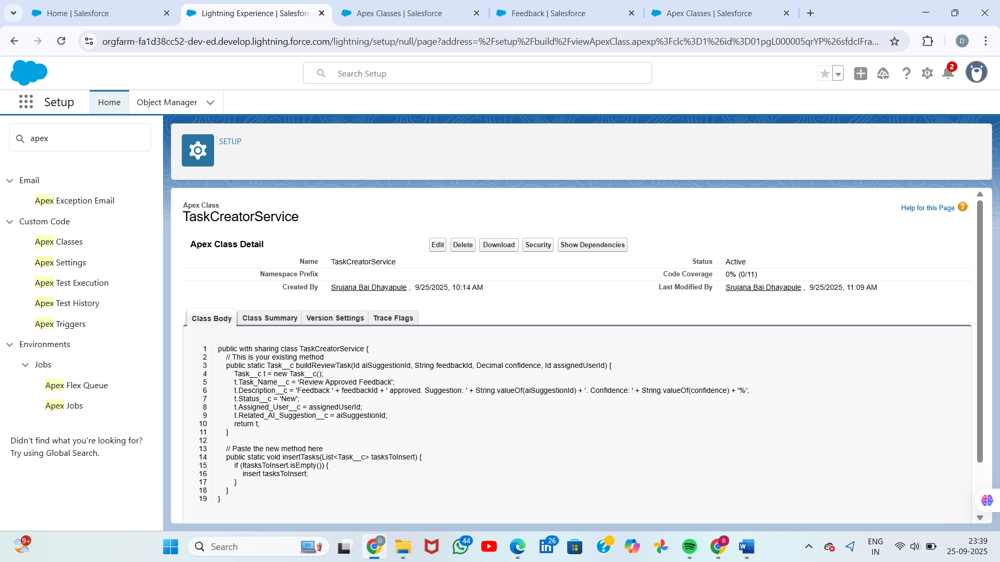 Home | Salesforce
Lightning Experience | Salesforc
Apex Classes | Salesforce
Feedback | Salesforce
Apex Classes | Salesforce
orgfarm-fa1d38cc52-dev-ed.develop.lightning.force.com/lightning/setup/null/page?address=%2Fsetup%2Fbuild%2FviewApexClass.apexp%3Fclc%3D1%26id%3D01pgL000005qrYP%26sfdcIFra...
D
Search Setup
2
Setup
Home
Object Manager
apex
SETUP
Email
Apex Exception Email
Custom Code
Apex Classes
Apex Settings
Apex Test Execution
Apex Test History
Apex Triggers
Environments
Jobs
Apex Flex Queue
Apex Jobs
Didn't find what you're looking for?
Try using Global Search.
Apex Class
TaskCreatorService
Help for this Page ?
Apex Class Detail
Edit Delete Download Security Show Dependencies
Name TaskCreatorService Status Active
Namespace Prefix Code Coverage 0% (0/11)
Created By Srujana Bai Dhayapule , 9/25/2025, 10:14 AM Last Modified By Srujana Bai Dhayapule , 9/25/2025, 11:09 AM
Class Body Class Summary Version Settings Trace Flags
1 public with sharing class TaskCreatorService {
2 // This is your existing method
3 public static Task__c buildReviewTask(Id aiSuggestionId, String feedbackId, Decimal confidence, Id assignedUserId) {
4 Task__c t = new Task__c();
5 t.Task_Name__c = 'Review Approved Feedback';
6 t.Description__c = 'Feedback ' + feedbackId + ' approved. Suggestion: ' + String.valueOf(aiSuggestionId) + '. Confidence: ' + String.valueOf(confidence) + '%';
7 t.Status__c = 'New';
8 t.Assigned_User__c = assignedUserId;
9 t.Related_AI_Suggestion__c = aiSuggestionId;
10 return t;
11 }
12
13 // Paste the new method here
14 public static void insertTasks(List<Task__c> tasksToInsert) {
15 if (!tasksToInsert.isEmpty()) {
16 insert tasksToInsert;
17 }
18 }
19 }
9+
Search
D
44
26
B
W
ENG
IN
23:39
25-09-2025